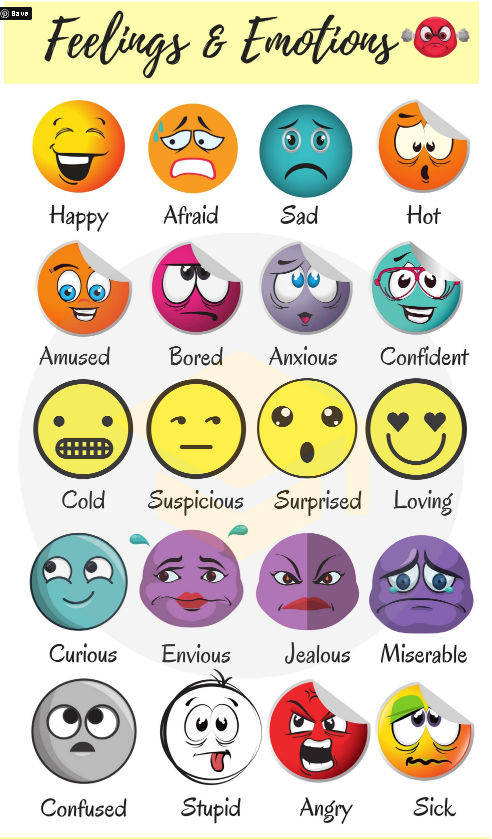 Save
Feelings & Emotions
Happy Afraid Sad Hot
Amused Bored Anxious Confident
Cold Suspicious Surprised Loving
Curious Envious Jealous Miserable
Confused Stupid Angry Sick